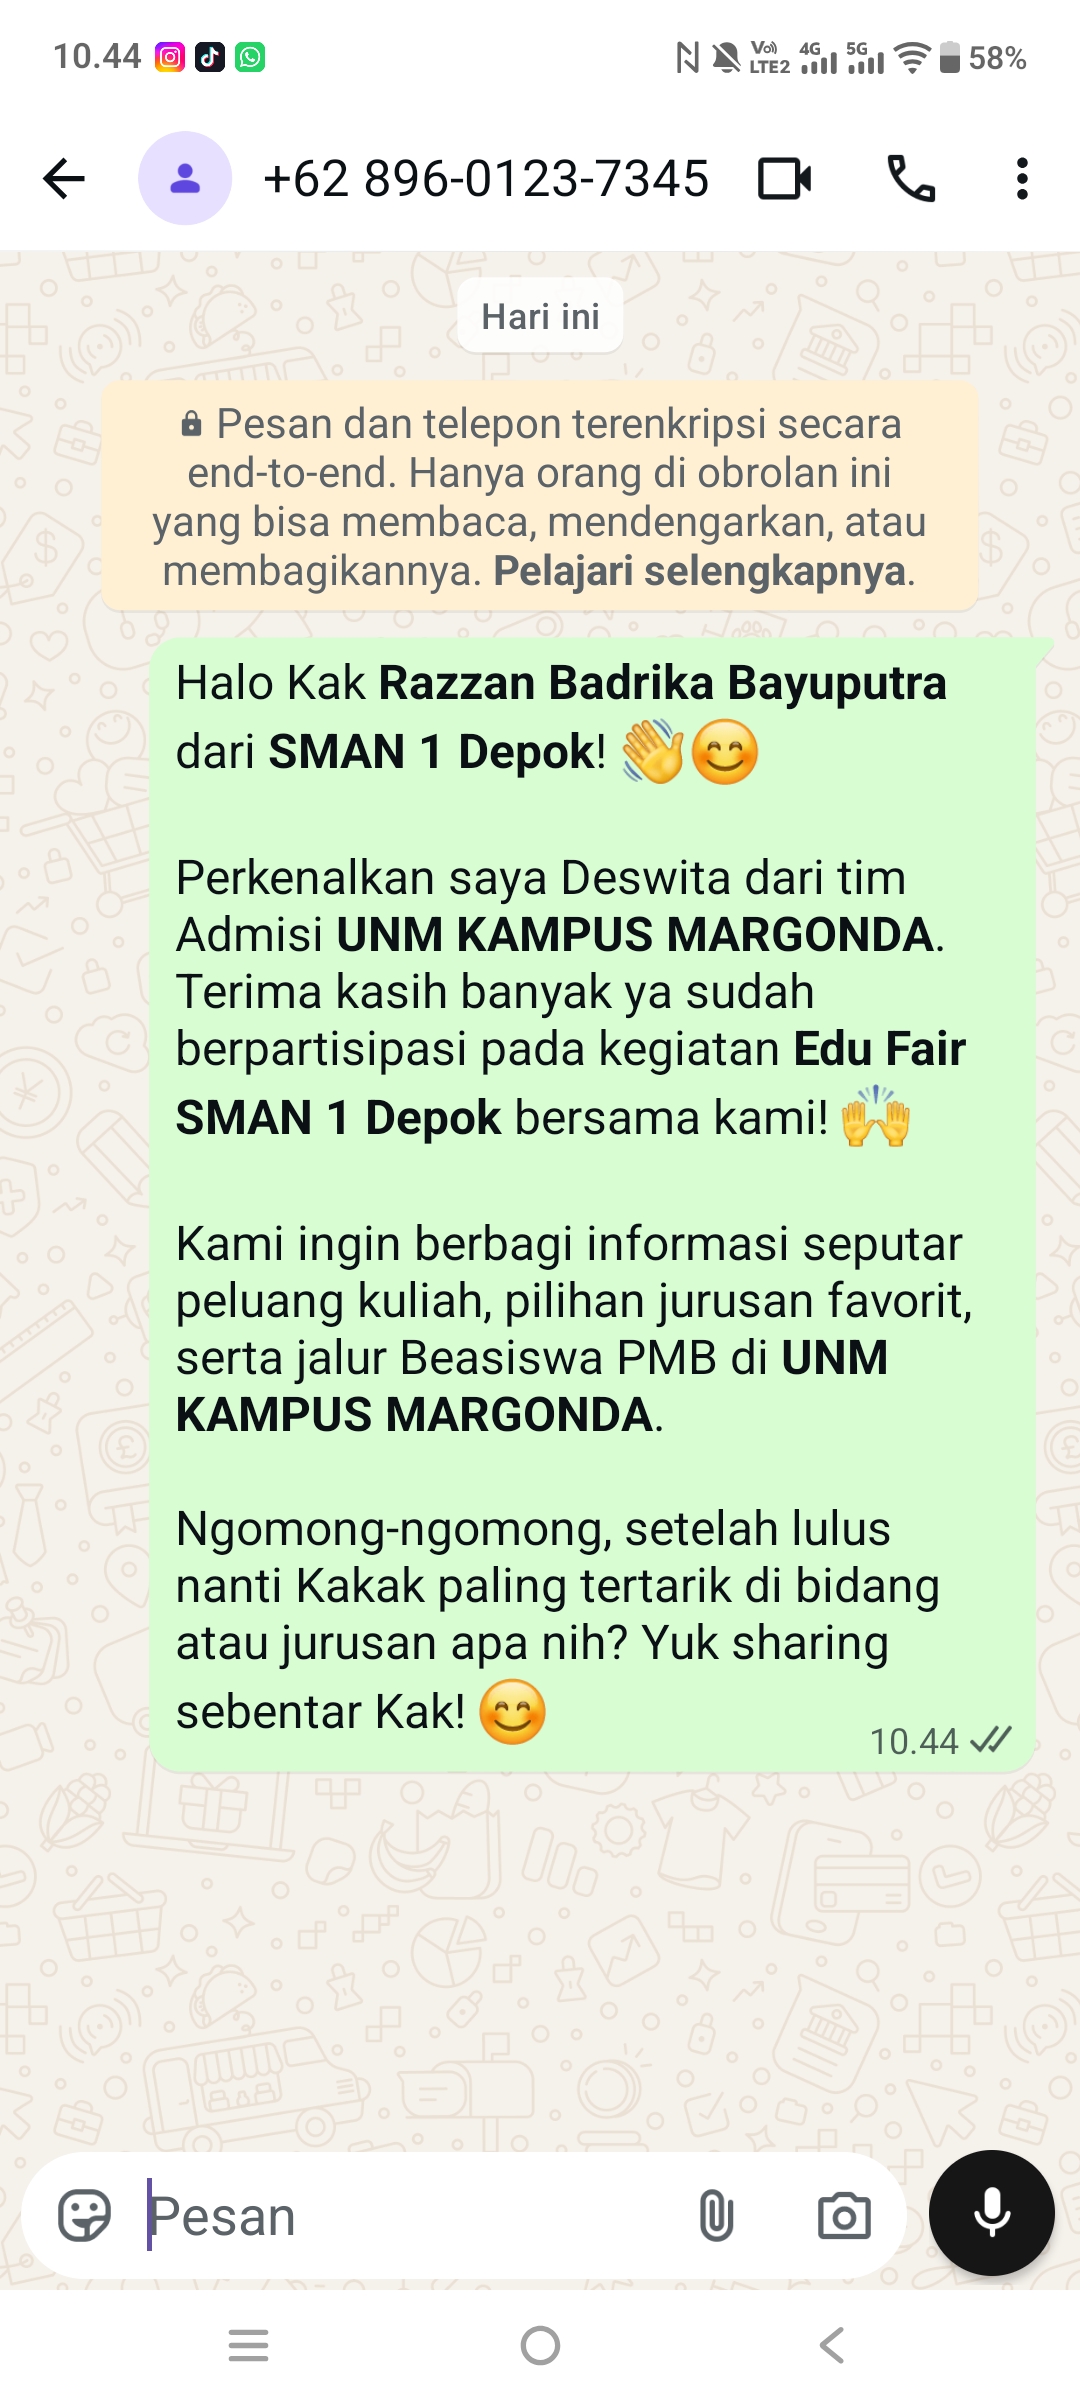 10.44 Vo)) LTE2 4G 5G 58%
+62 896-0123-7345
Hari ini
Pesan dan telepon terenkripsi secara
end-to-end. Hanya orang di obrolan ini
yang bisa membaca, mendengarkan, atau
membagikannya. Pelajari selengkapnya.
Halo Kak Razzan Badrika Bayuputra
dari SMAN 1 Depok! 👋😊
Perkenalkan saya Deswita dari tim
Admisi UNM KAMPUS MARGONDA.
Terima kasih banyak ya sudah
berpartisipasi pada kegiatan Edu Fair
SMAN 1 Depok bersama kami! 🙌
Kami ingin berbagi informasi seputar
peluang kuliah, pilihan jurusan favorit,
serta jalur Beasiswa PMB di UNM
KAMPUS MARGONDA.
Ngomong-ngomong, setelah lulus
nanti Kakak paling tertarik di bidang
atau jurusan apa nih? Yuk sharing
sebentar Kak! 😊
10.44
Pesan